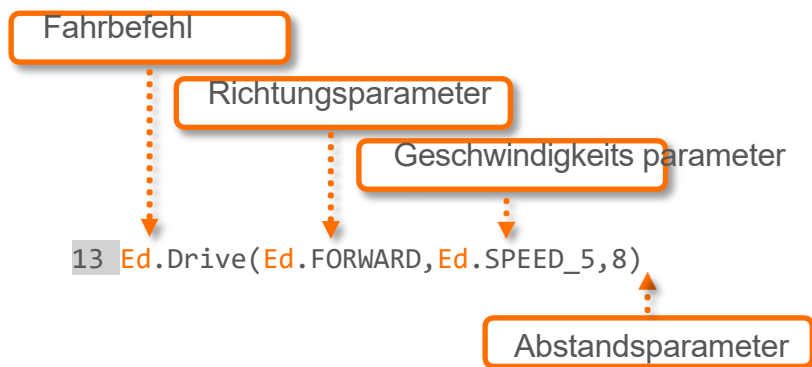 Fahrbefehl
Richtungsparameter
Geschwindigkeits parameter
13 Ed.Drive(Ed.FORWARD,Ed.SPEED_5,8)
Abstandsparameter